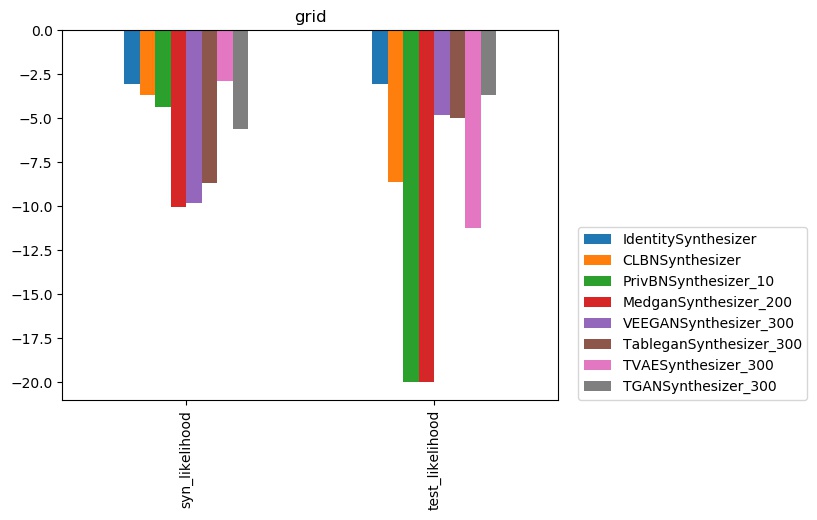 grid
0.0
−2.5
−5.0
−7.5
−10.0
−12.5
−15.0
−17.5
−20.0
syn_likelihood
test_likelihood
IdentitySynthesizer
CLBNSynthesizer
PrivBNSynthesizer_10
MedganSynthesizer_200
VEEGANSynthesizer_300
TableganSynthesizer_300
TVAESynthesizer_300
TGANSynthesizer_300